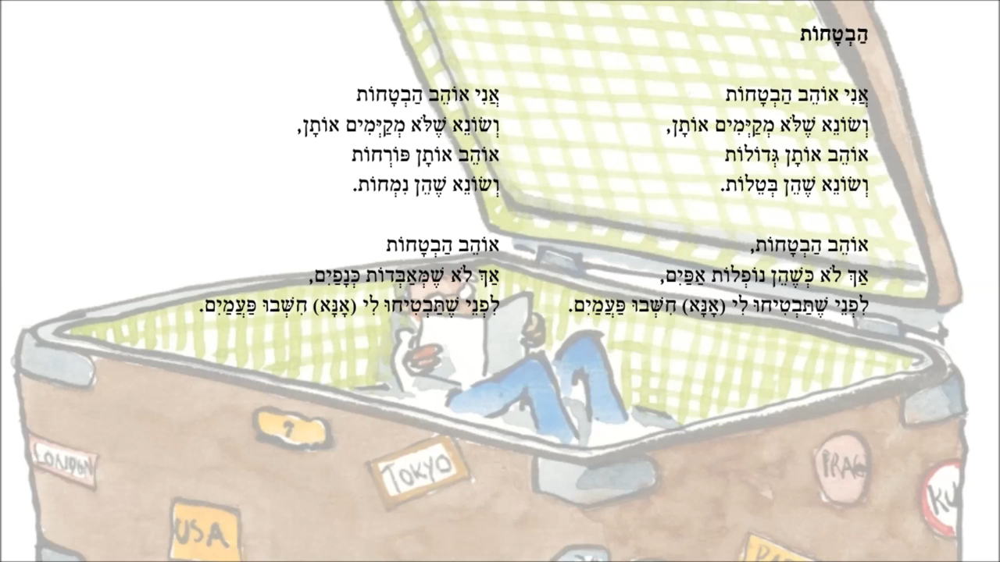 הַבְטָחוֹת
אֲנִי אוֹהֵב הַבְטָחוֹת
וְשׂוֹנֵא שֶׁלֹּא מְקַיְּמִים אוֹתָן,
אוֹהֵב אוֹתָן גְּדוֹלוֹת
וְשׂוֹנֵא שֶׁהֵן בְּטֵלוֹת.
אוֹהֵב הַבְטָחוֹת,
אַךְ לֹא כְּשֶׁהֵן נוֹפְלוֹת אַפַּיִם,
לִפְנֵי שֶׁתַּבְטִיחוּ לִי (אָנָּא) חִשְׁבוּ פַּעֲמַיִם.
אֲנִי אוֹהֵב הַבְטָחוֹת
וְשׂוֹנֵא שֶׁלֹּא מְקַיְּמִים אוֹתָן,
אוֹהֵב אוֹתָן פּוֹרְחוֹת
וְשׂוֹנֵא שֶׁהֵן נִמְחוֹת.
אוֹהֵב הַבְטָחוֹת
אַךְ לֹא שֶׁמְּאַבְּדוֹת כְּנָפַיִם,
לִפְנֵי שֶׁתַּבְטִיחוּ לִי (אָנָּא) חִשְׁבוּ פַּעֲמַיִם.
LONDON
TOKYO
PRAG
KU
USA